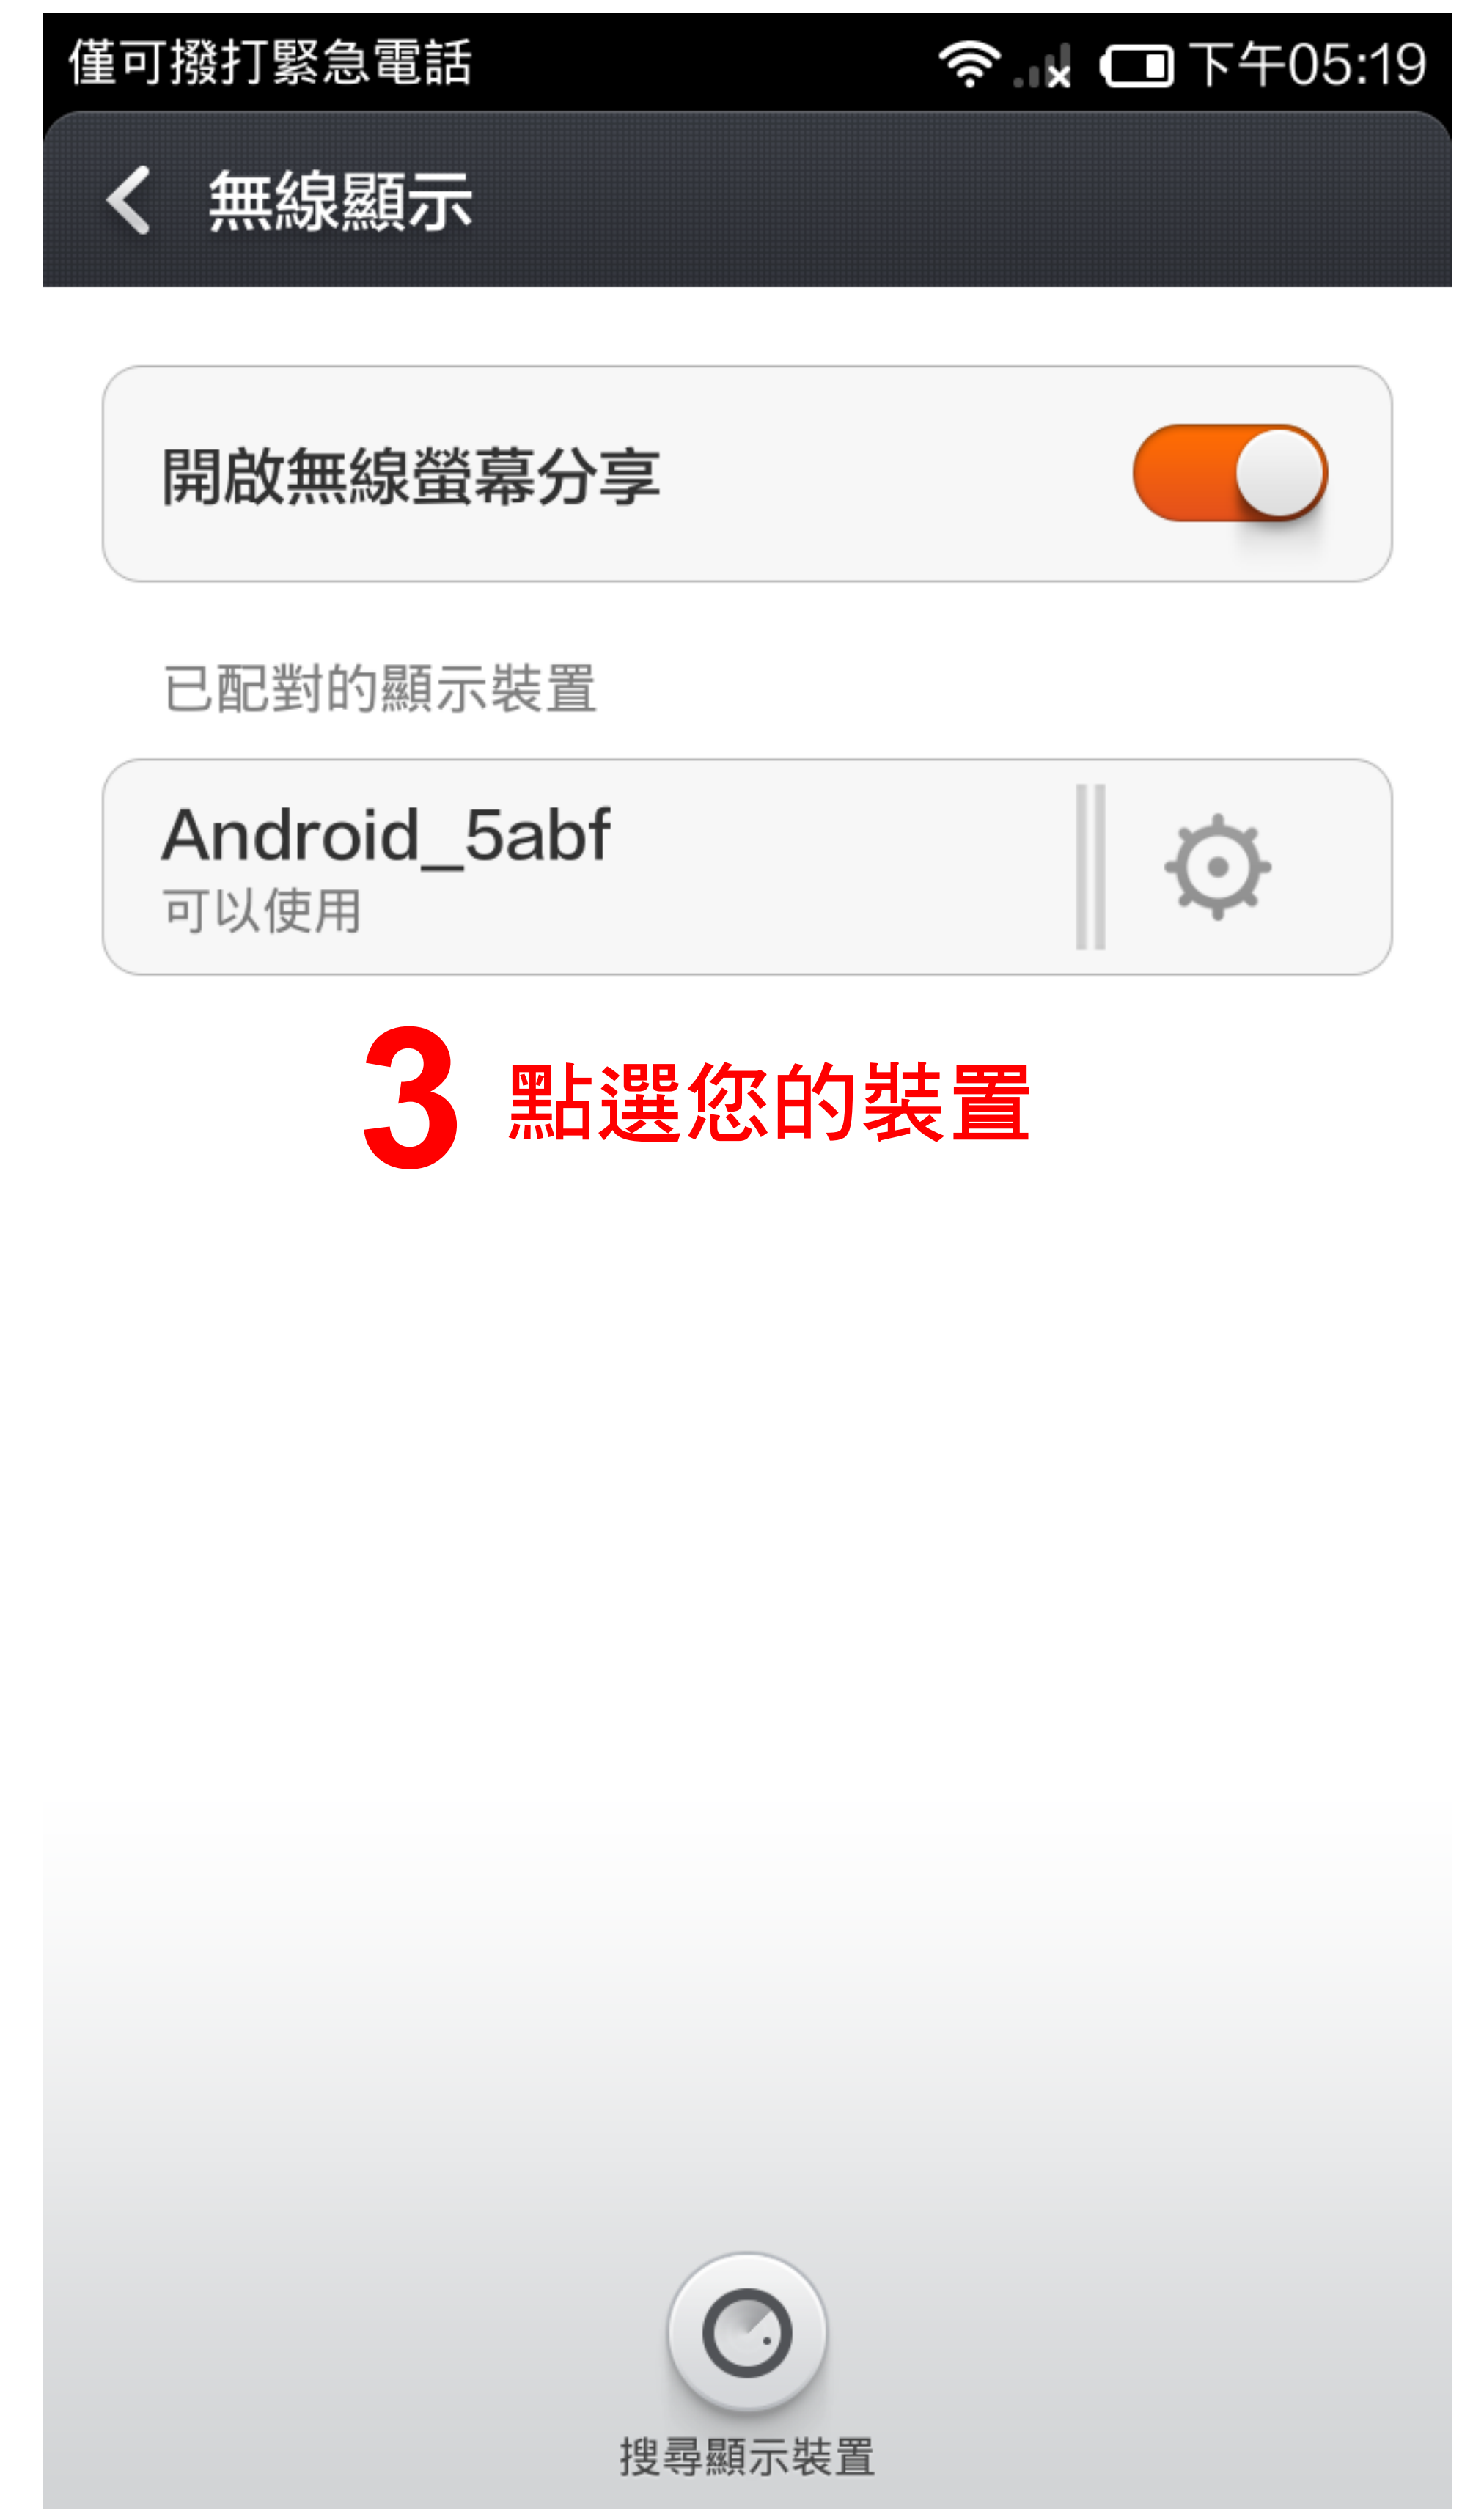 僅可撥打緊急電話 下午05:19
無線顯示
開啟無線螢幕分享
已配對的顯示裝置
Android_5abf
可以使用
3 點選您的裝置
搜尋顯示裝置